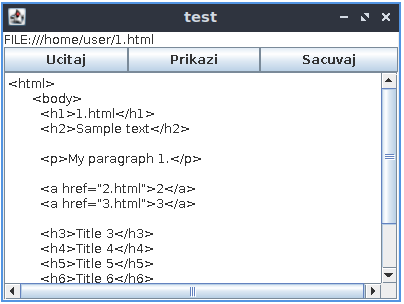 test
FILE:///home/user/1.html
Ucitaj Prikazi Sacuvaj
<html>
<body>
<h1>1.html</h1>
<h2>Sample text</h2>
<p>My paragraph 1.</p>
<a href="2.html">2</a>
<a href="3.html">3</a>
<h3>Title 3</h3>
<h4>Title 4</h4>
<h5>Title 5</h5>
<h6>Title 6</h6>